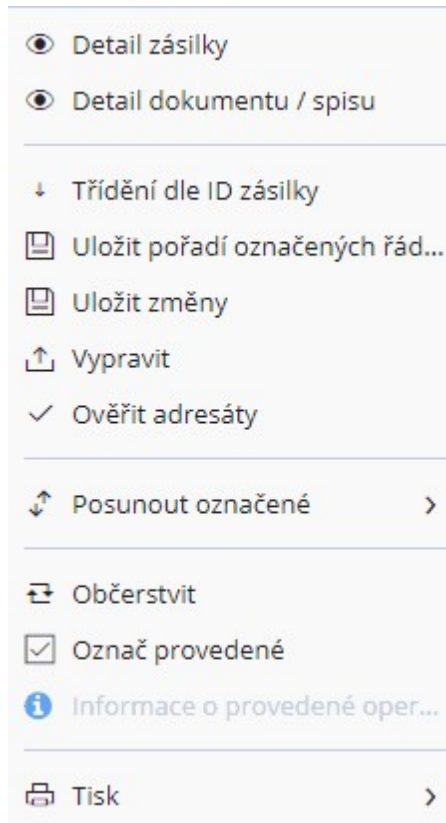 Detail zásilky
Detail dokumentu / spisu
Třídění dle ID zásilky
Uložit pořadí označených řád...
Uložit změny
Vypravit
Ověřit adresáty
Posunout označené
Občerstvit
Označ provedené
Informace o provedené oper...
Tisk